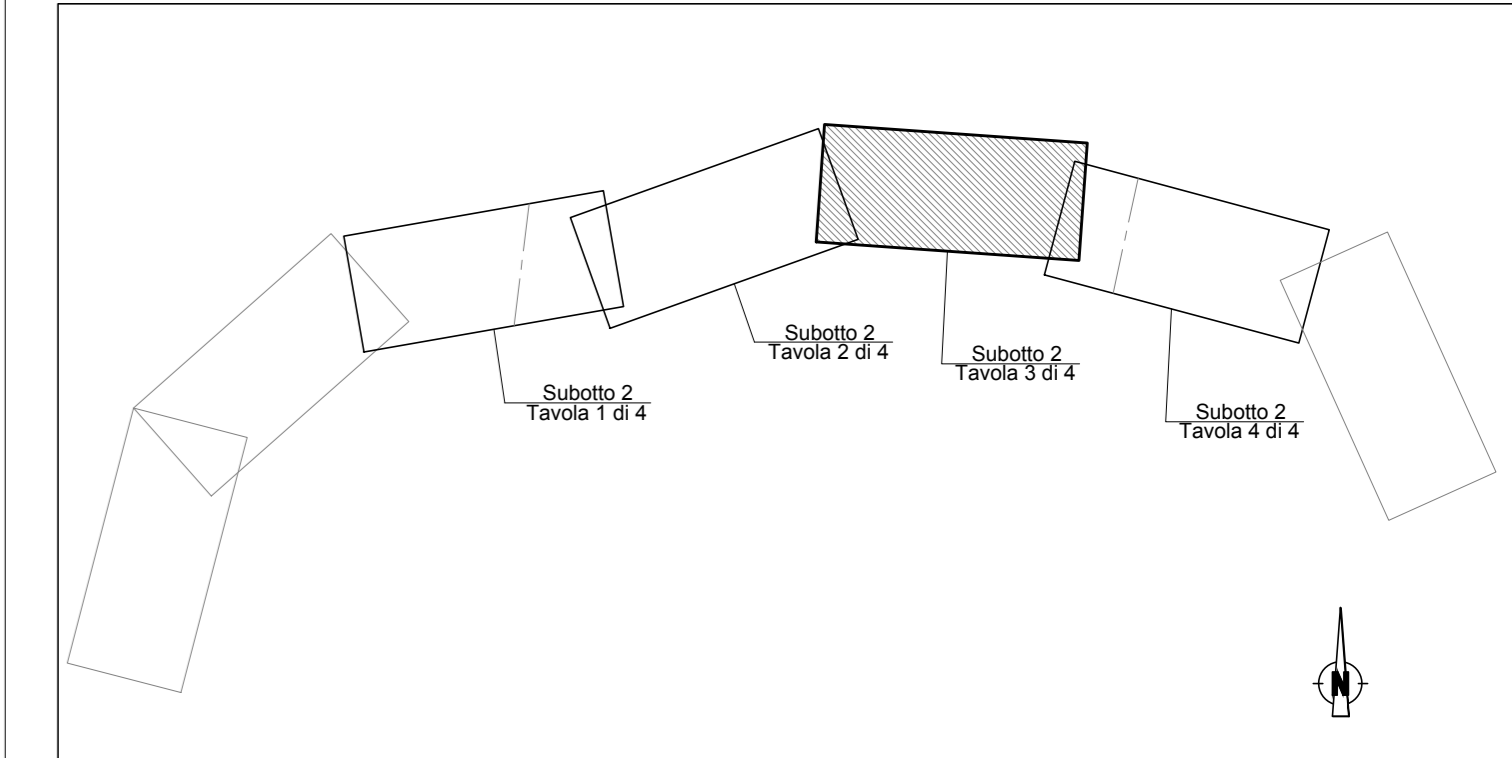 Subotto 2
Tavola 2 di 4
Subotto 2
Tavola 3 di 4
Subotto 2
Tavola 1 di 4
Subotto 2
Tavola 4 di 4
N